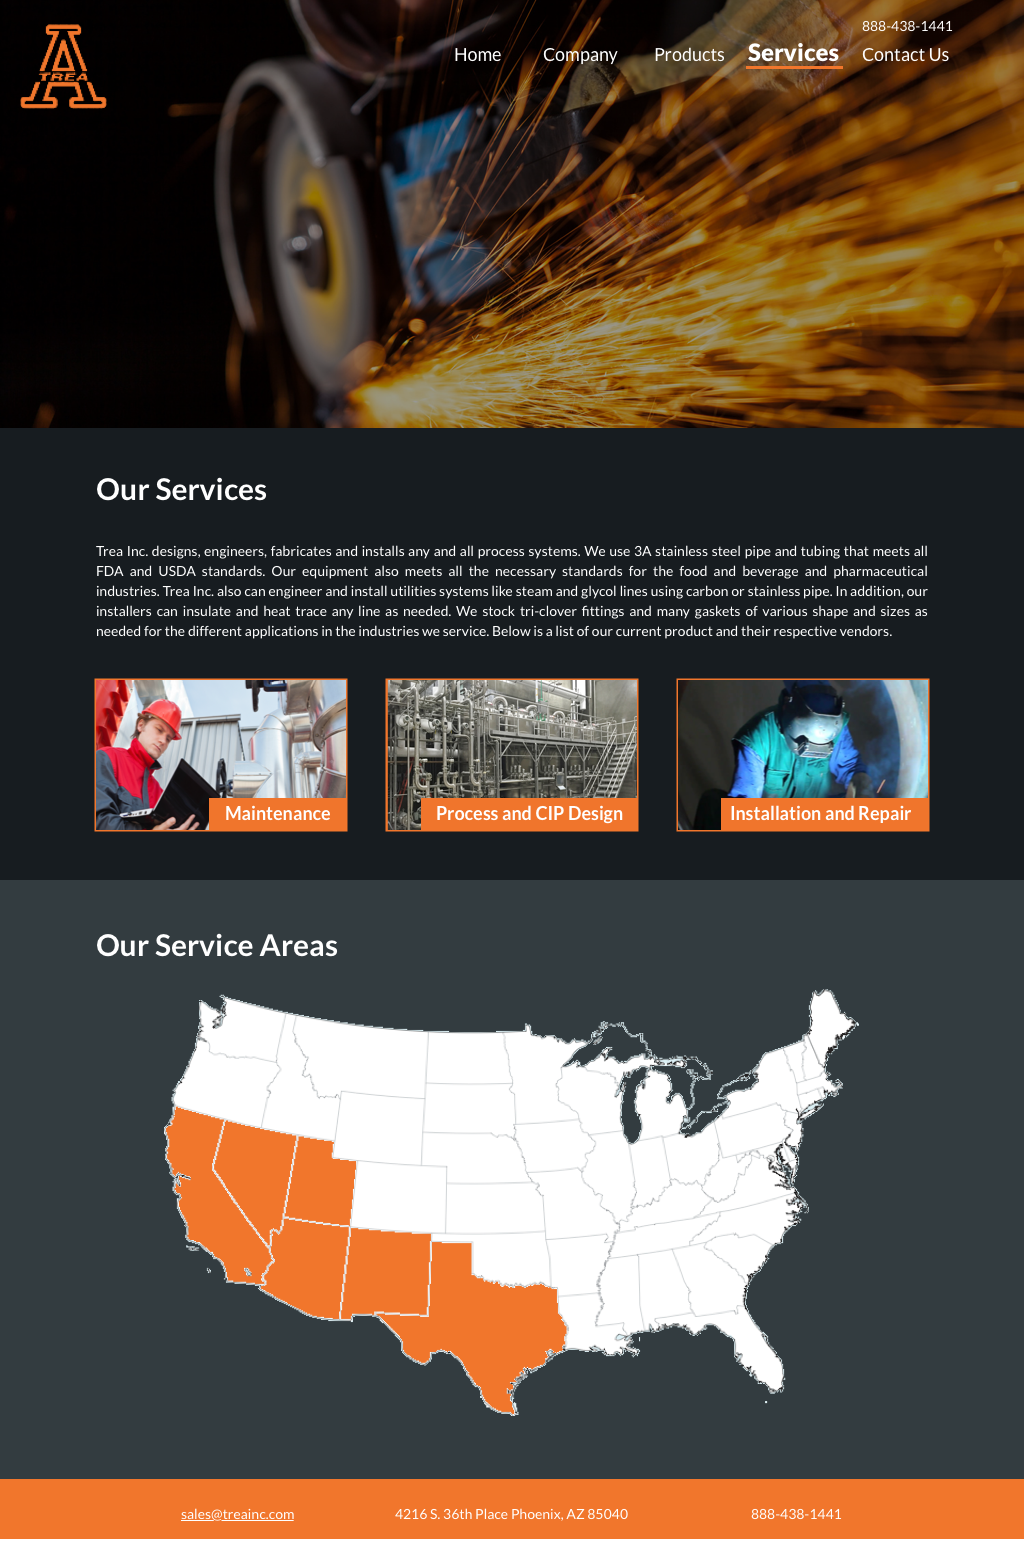 888-438-1441
TREA
Home Company Products Services Contact Us
Our Services
Trea Inc. designs, engineers, fabricates and installs any and all process systems. We use 3A stainless steel pipe and tubing that meets all
FDA and USDA standards. Our equipment also meets all the necessary standards for the food and beverage and pharmaceutical
industries. Trea Inc. also can engineer and install utilities systems like steam and glycol lines using carbon or stainless pipe. In addition, our
installers can insulate and heat trace any line as needed. We stock tri-clover fittings and many gaskets of various shape and sizes as
needed for the different applications in the industries we service. Below is a list of our current product and their respective vendors.
Maintenance
Process and CIP Design
Installation and Repair
Our Service Areas
sales@treainc.com
4216 S. 36th Place Phoenix, AZ 85040
888-438-1441